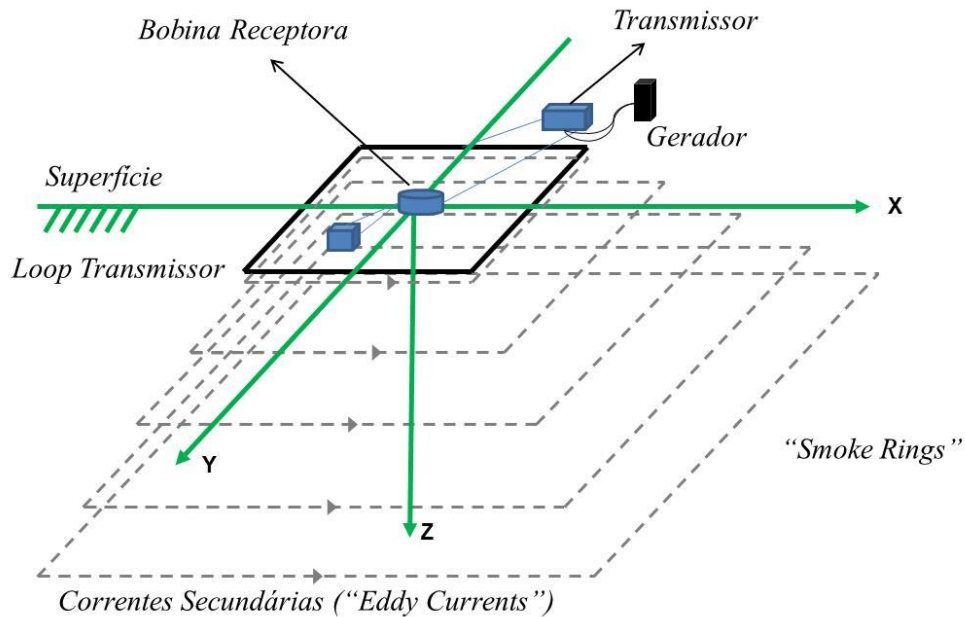 Bobina Receptora
Transmissor
Gerador
Superfície
X
Loop Transmissor
Y
"Smoke Rings"
Z
Correntes Secundárias ("Eddy Currents")